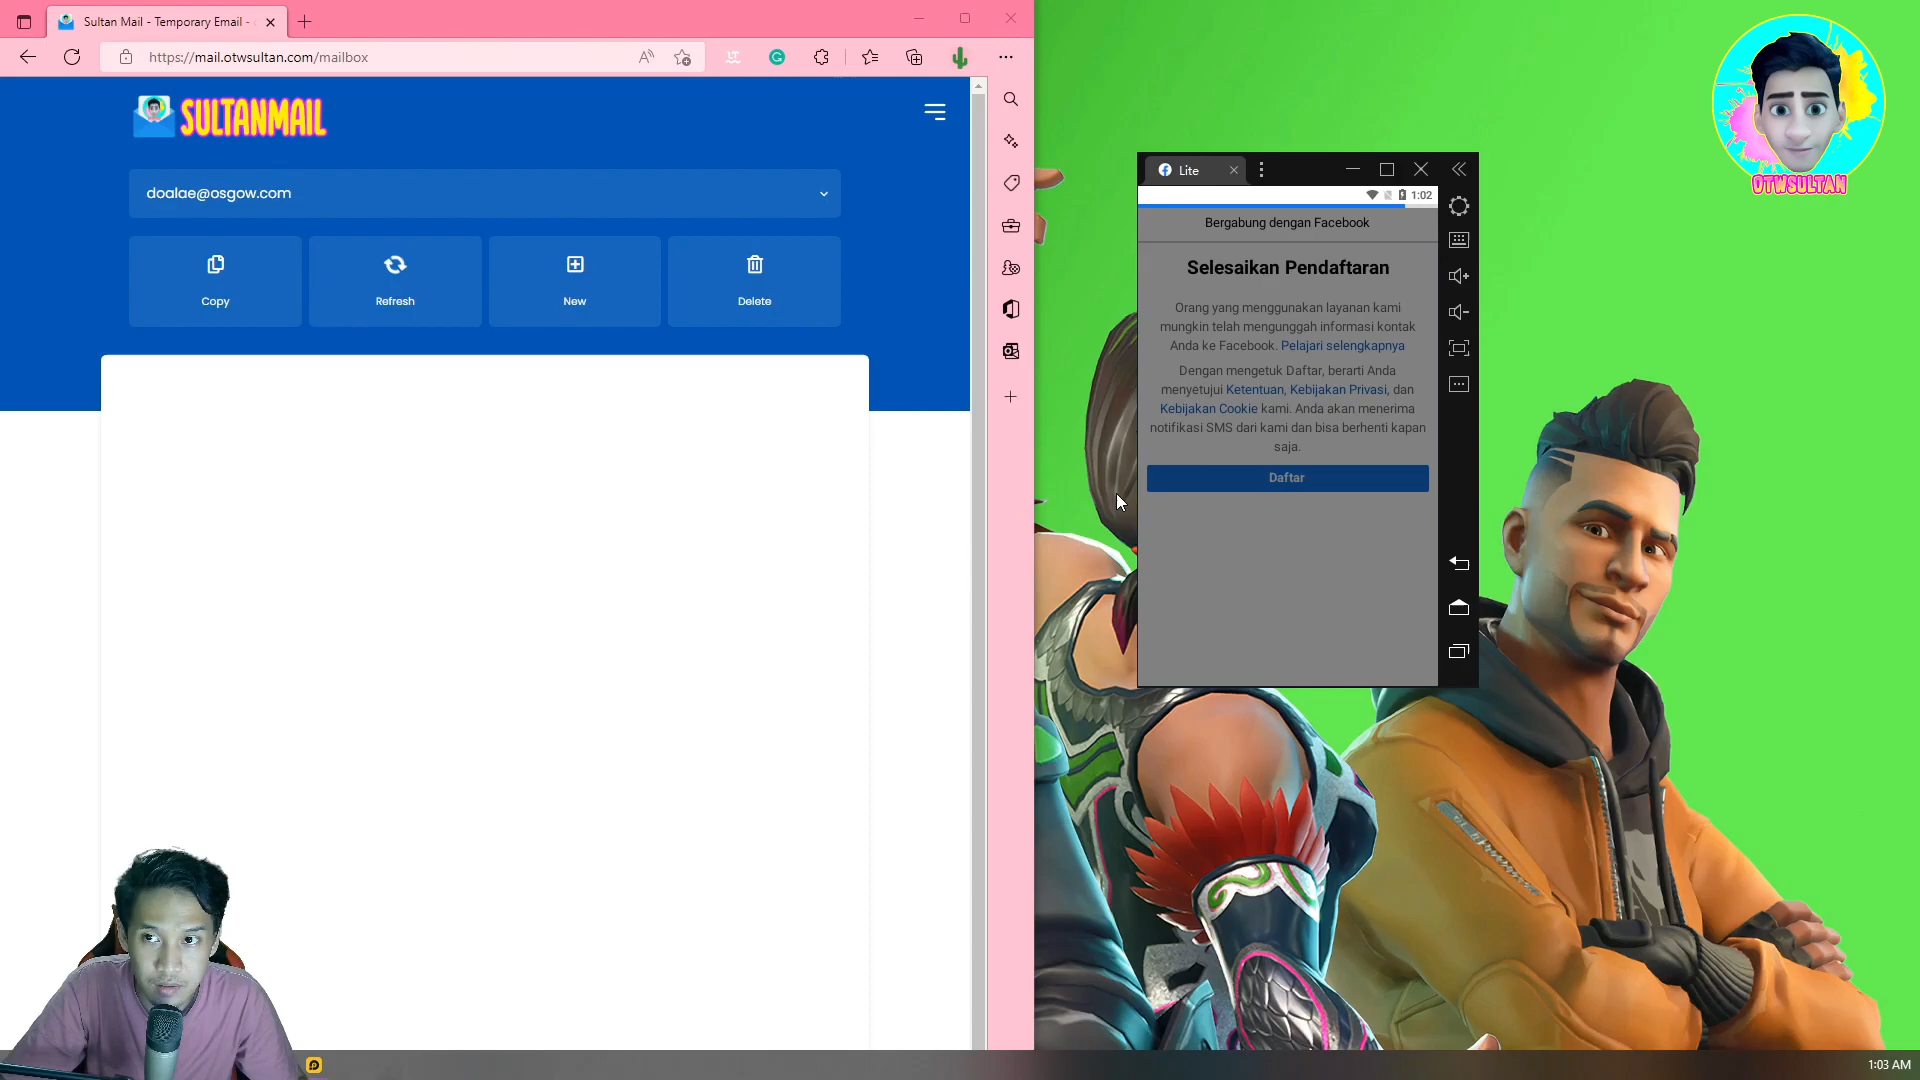 Sultan Mail - Temporary Email -
https://mail.otwsultan.com/mailbox
SULTANMAIL
doalae@osgow.com
Copy
Refresh
New
Delete
Lite
1:02
Bergabung dengan Facebook
Selesaikan Pendaftaran
Orang yang menggunakan layanan kami
mungkin telah mengunggah informasi kontak
Anda ke Facebook. Pelajari selengkapnya
Dengan mengetuk Daftar, berarti Anda
menyetujui Ketentuan, Kebijakan Privasi, dan
Kebijakan Cookie kami. Anda akan menerima
notifikasi SMS dari kami dan bisa berhenti kapan
saja.
Daftar
OTWSULTAN
1:03 AM